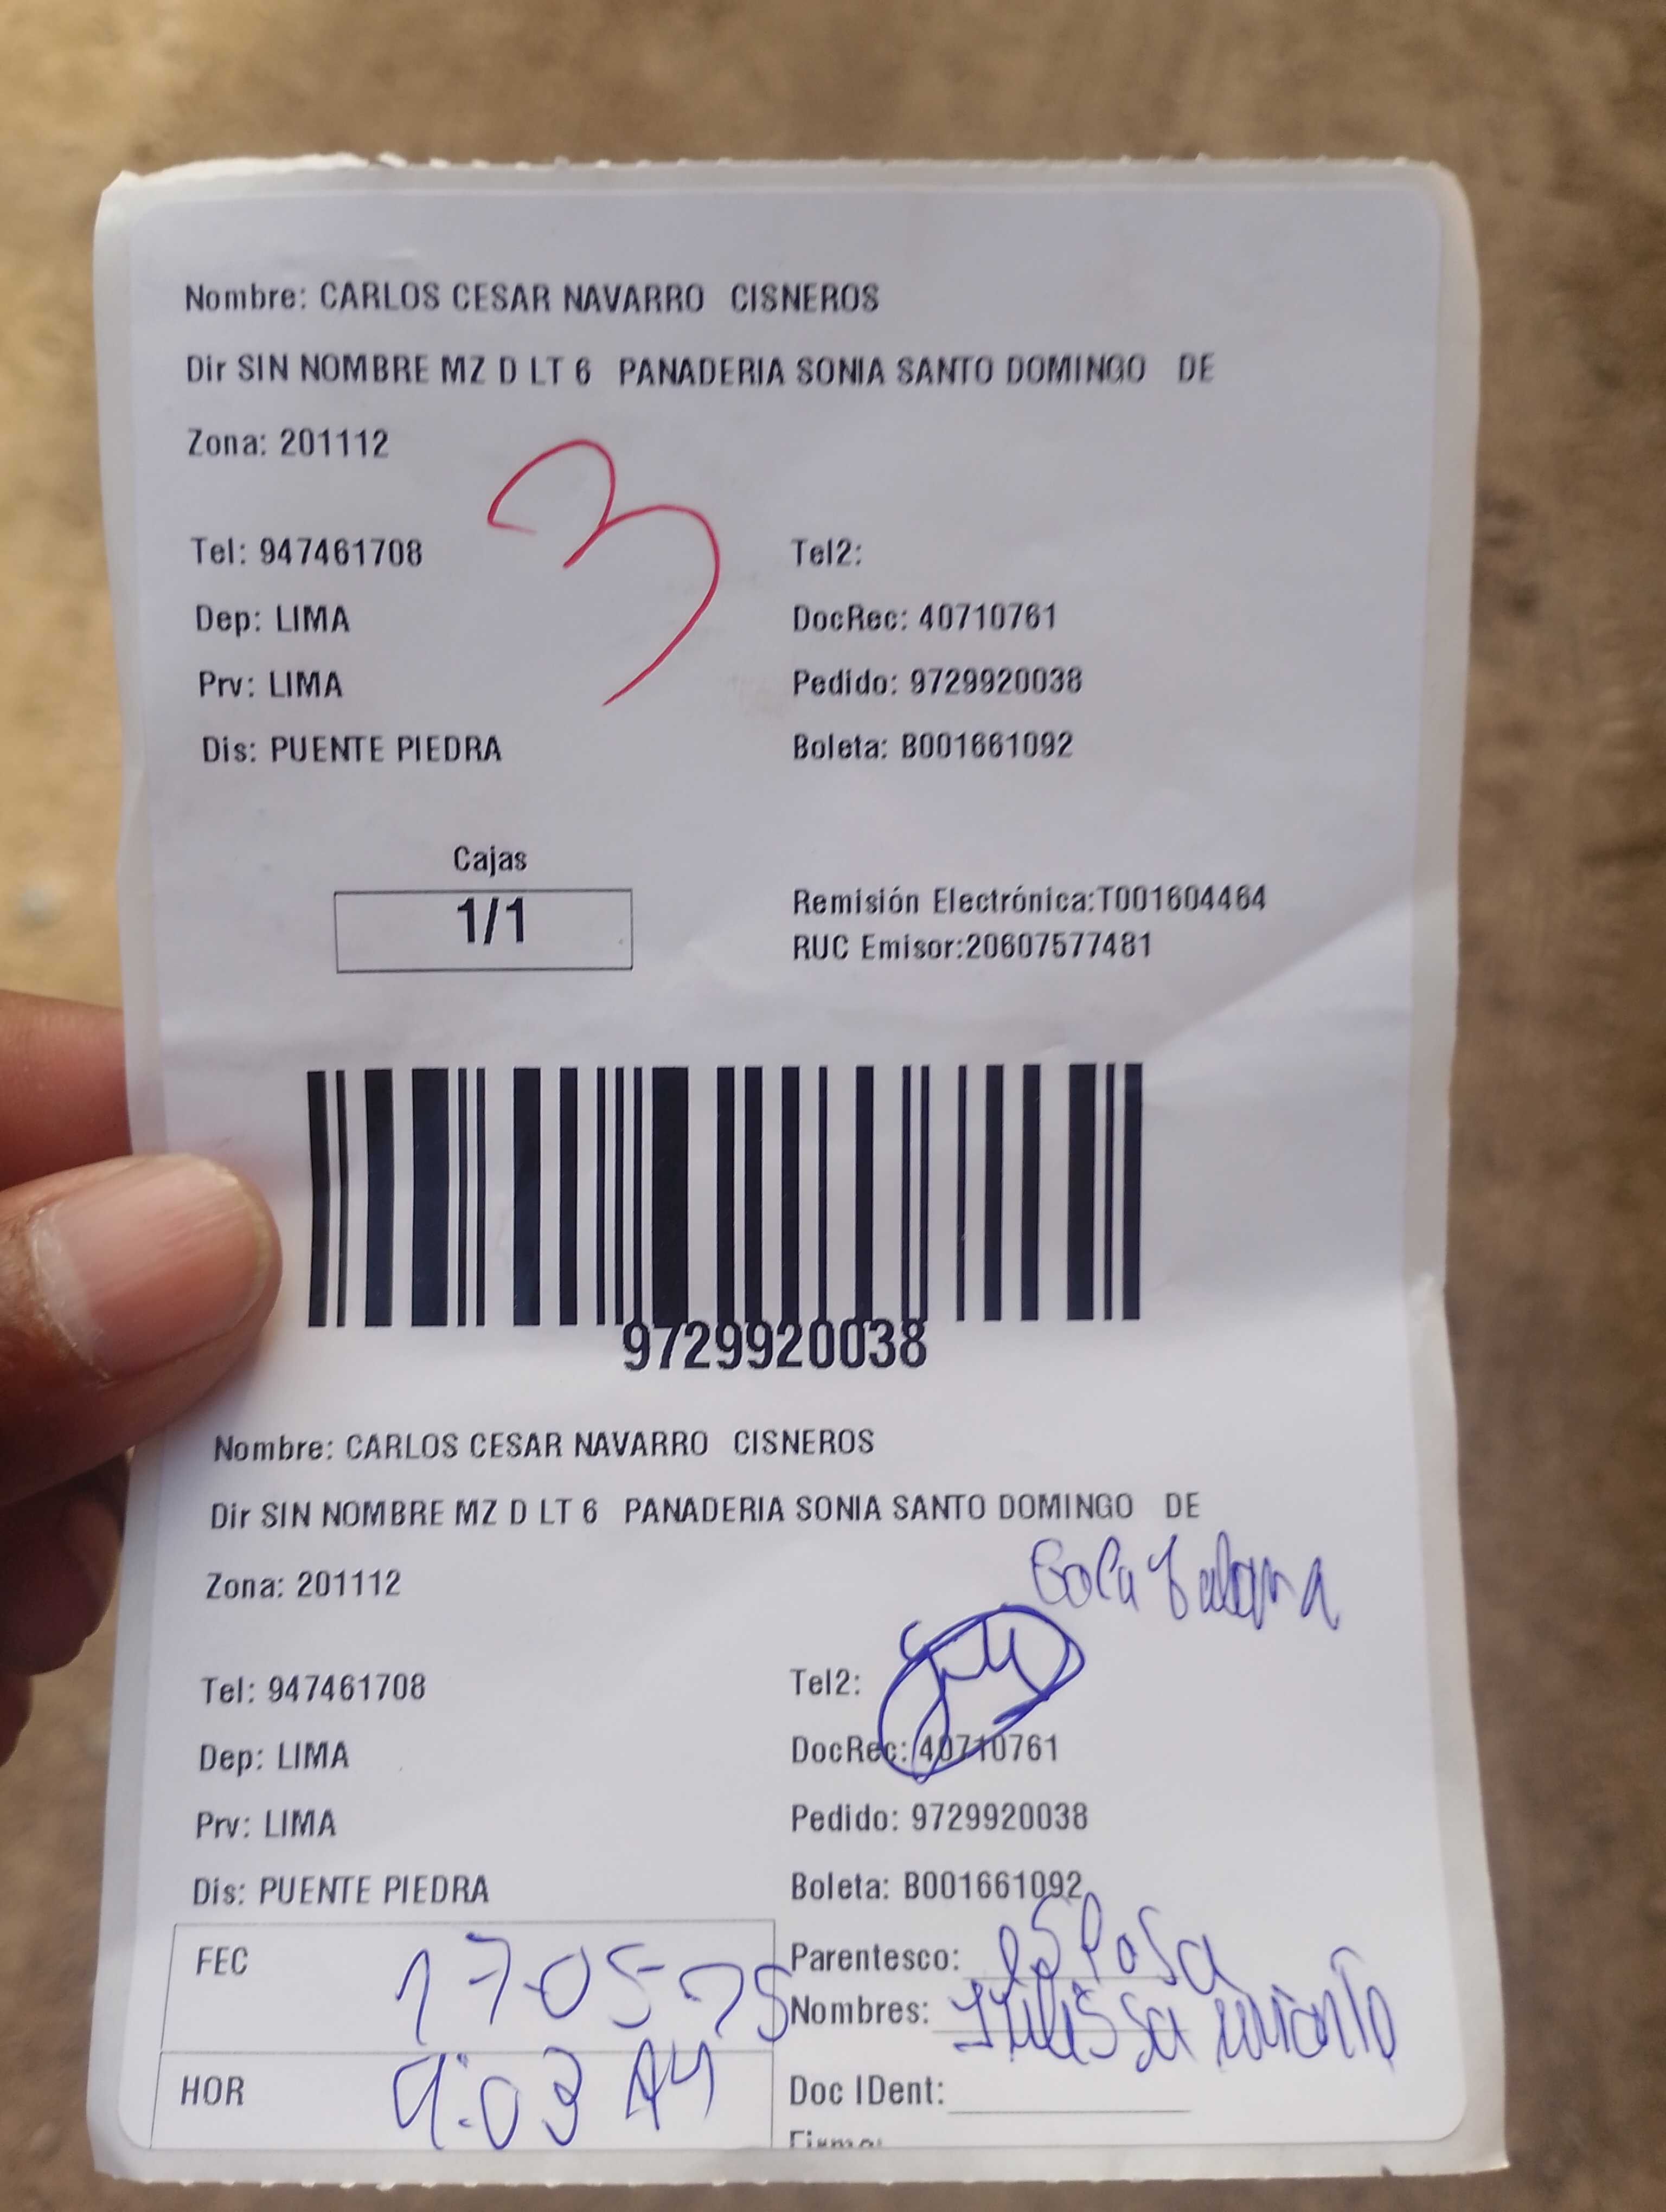 Nombre: CARLOS CESAR NAVARRO CISNEROS
Dir SIN NOMBRE MZ D LT 6 PANADERIA SONIA SANTO DOMINGO DE
Zona: 201112
3
Tel: 947461708 Tel2:
Dep: LIMA DocRec: 40710761
Prv: LIMA Pedido: 9729920038
Dis: PUENTE PIEDRA Boleta: B001661092
Cajas
1/1
Remisión Electrónica:T001604464
RUC Emisor:20607577481
9729920038
Nombre: CARLOS CESAR NAVARRO CISNEROS
Dir SIN NOMBRE MZ D LT 6 PANADERIA SONIA SANTO DOMINGO DE
Zona: 201112
Tel: 947461708 Tel2:
Dep: LIMA DocRec: 40710761
Prv: LIMA Pedido: 9729920038
Dis: PUENTE PIEDRA Boleta: B001661092
FEC 17-05-25 Parentesco: esposa
Nombres:
HOR 9:03 AM Doc IDent:
Firma: